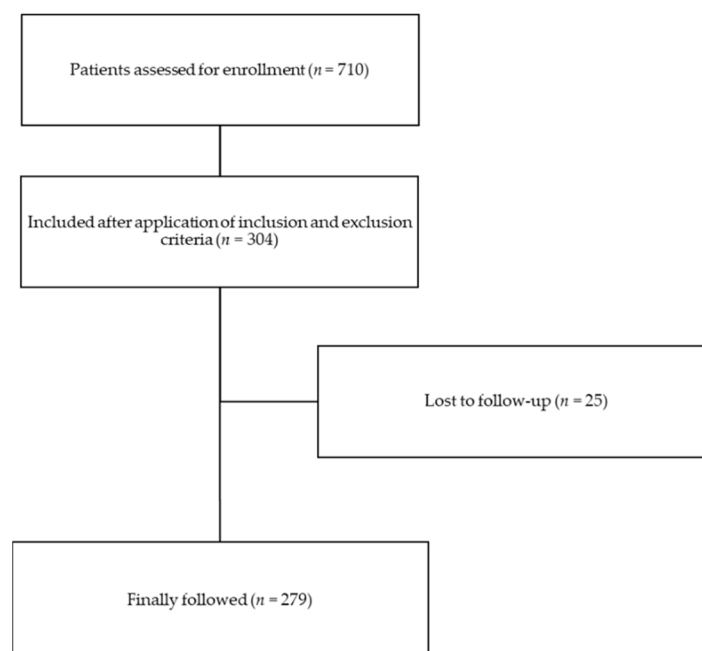 Patients assessed for enrollment (n = 710)
Included after application of inclusion and exclusion
criteria (n = 304)
Lost to follow-up (n = 25)
Finally followed (n = 279)